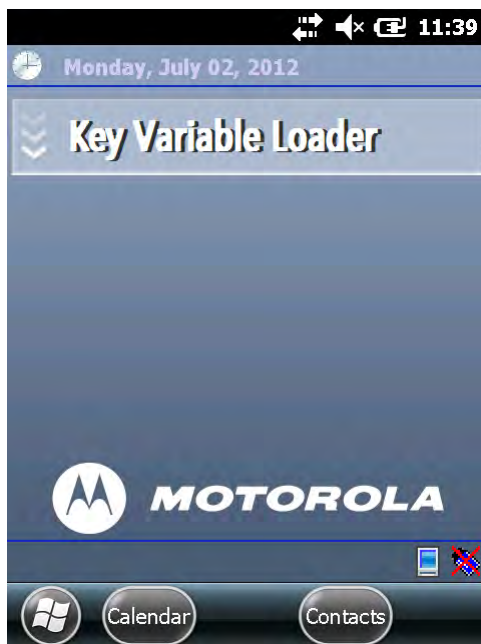 11:39
Monday, July 02, 2012
Key Variable Loader
MOTOROLA
Calendar
Contacts